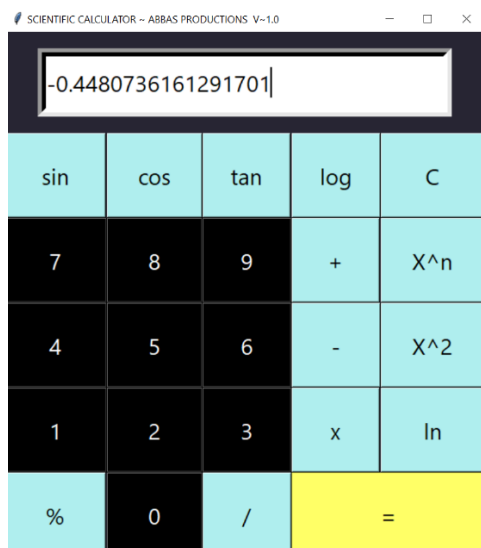 SCIENTIFIC CALCULATOR ~ ABBAS PRODUCTIONS V~1.0
-0.4480736161291701
sin cos tan log C
7 8 9 + X^n
4 5 6 - X^2
1 2 3 x ln
% 0 / =